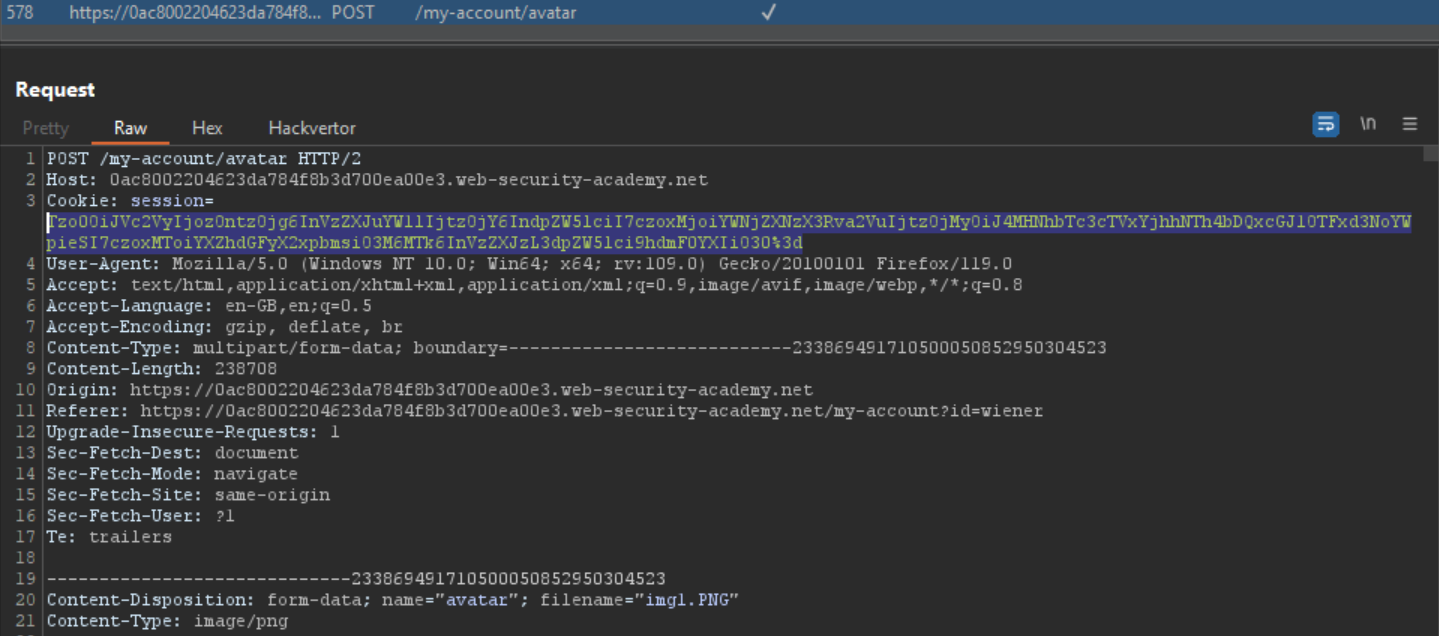 578 https://0ac8002204623da784f8... POST /my-account/avatar ✓
Request
Pretty Raw Hex Hackvertor \n
1 POST /my-account/avatar HTTP/2
2 Host: 0ac8002204623da784f8b3d700ea00e3.web-security-academy.net
3 Cookie: session=
Tzo0OiJVc2VyIjozOntzOjg6InVzZXJuYW1lIjtzOjY6IndpZW5lciI7czoxMjoiYWNjZXNzX3Rva2VuIjtzOjMyOiJ4MHNhbTc3cTVxYjhhNTh4bDQxcGJlOTFxd3NoYW
pieSI7czoxMToiYXZhdGFyX2xpbmsiO3M6MTk6InVzZXJzL3dpZW5lci9hdmF0YXIiO30%3d
4 User-Agent: Mozilla/5.0 (Windows NT 10.0; Win64; x64; rv:109.0) Gecko/20100101 Firefox/119.0
5 Accept: text/html,application/xhtml+xml,application/xml;q=0.9,image/avif,image/webp,*/*;q=0.8
6 Accept-Language: en-GB,en;q=0.5
7 Accept-Encoding: gzip, deflate, br
8 Content-Type: multipart/form-data; boundary=---------------------------233869491710500050852950304523
9 Content-Length: 238708
10 Origin: https://0ac8002204623da784f8b3d700ea00e3.web-security-academy.net
11 Referer: https://0ac8002204623da784f8b3d700ea00e3.web-security-academy.net/my-account?id=wiener
12 Upgrade-Insecure-Requests: 1
13 Sec-Fetch-Dest: document
14 Sec-Fetch-Mode: navigate
15 Sec-Fetch-Site: same-origin
16 Sec-Fetch-User: ?1
17 Te: trailers
18
19 -----------------------------233869491710500050852950304523
20 Content-Disposition: form-data; name="avatar"; filename="img1.PNG"
21 Content-Type: image/png